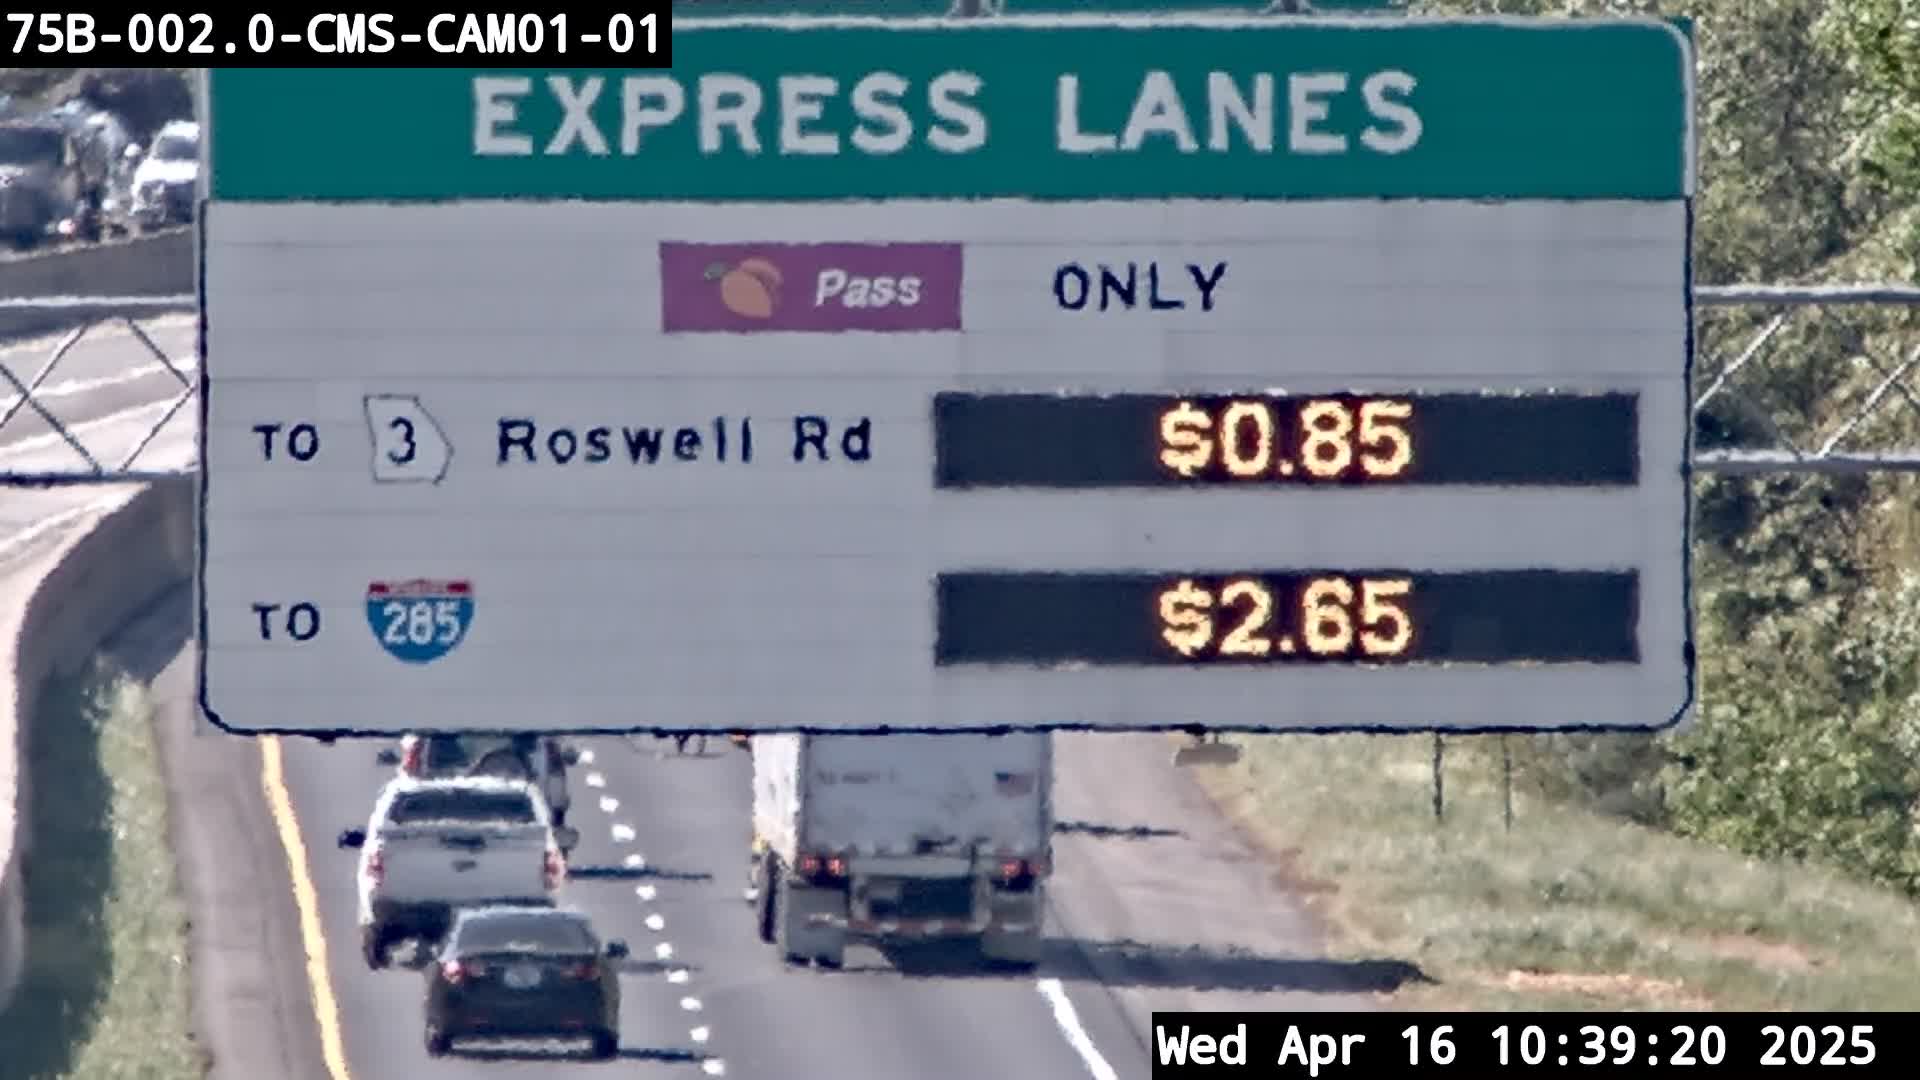 75B-002.0-CMS-CAM01-01
EXPRESS LANES
Pass ONLY
TO 3 Roswell Rd $0.85
TO 285 $2.65
Wed Apr 16 10:39:20 2025